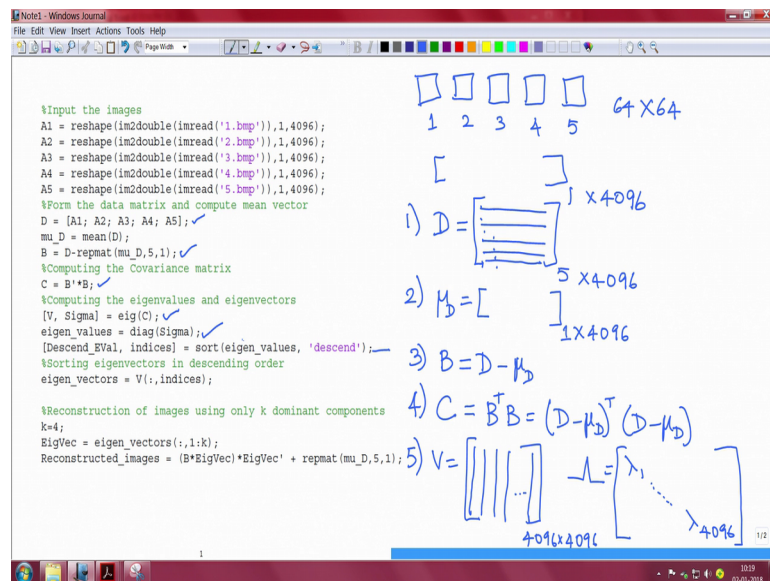 Note1 - Windows Journal
File Edit View Insert Actions Tools Help
Page Width
%Input the images
A1 = reshape(im2double(imread('1.bmp')),1,4096);
A2 = reshape(im2double(imread('2.bmp')),1,4096);
A3 = reshape(im2double(imread('3.bmp')),1,4096);
A4 = reshape(im2double(imread('4.bmp')),1,4096);
A5 = reshape(im2double(imread('5.bmp')),1,4096);
%Form the data matrix and compute mean vector
D = [A1; A2; A3; A4; A5];
mu_D = mean(D);
B = D-repmat(mu_D,5,1);
%Computing the Covariance matrix
C = B'*B;
%Computing the eigenvalues and eigenvectors
[V, Sigma] = eig(C);
eigen_values = diag(Sigma);
[Descend_EVal, indices] = sort(eigen_values, 'descend');
%Sorting eigenvectors in descending order
eigen_vectors = V(:,indices);
%Reconstruction of images using only k dominant components
k=4;
EigVec = eigen_vectors(:,1:k);
Reconstructed_images = (B*EigVec)*EigVec' + repmat(mu_D,5,1);
1 2 3 4 5 64 X 64
[ ] 1 X 4096
1) D = [ ] 5 X 4096
2) μ_D = [ ] 1X4096
3) B = D - μ_D
4) C = B^T B = (D-μ_D)^T (D-μ_D)
5) V = [ ... ] 4096x4096 Λ = [λ1 ... λ4096]
1
1/2
10:19
02-01-2018